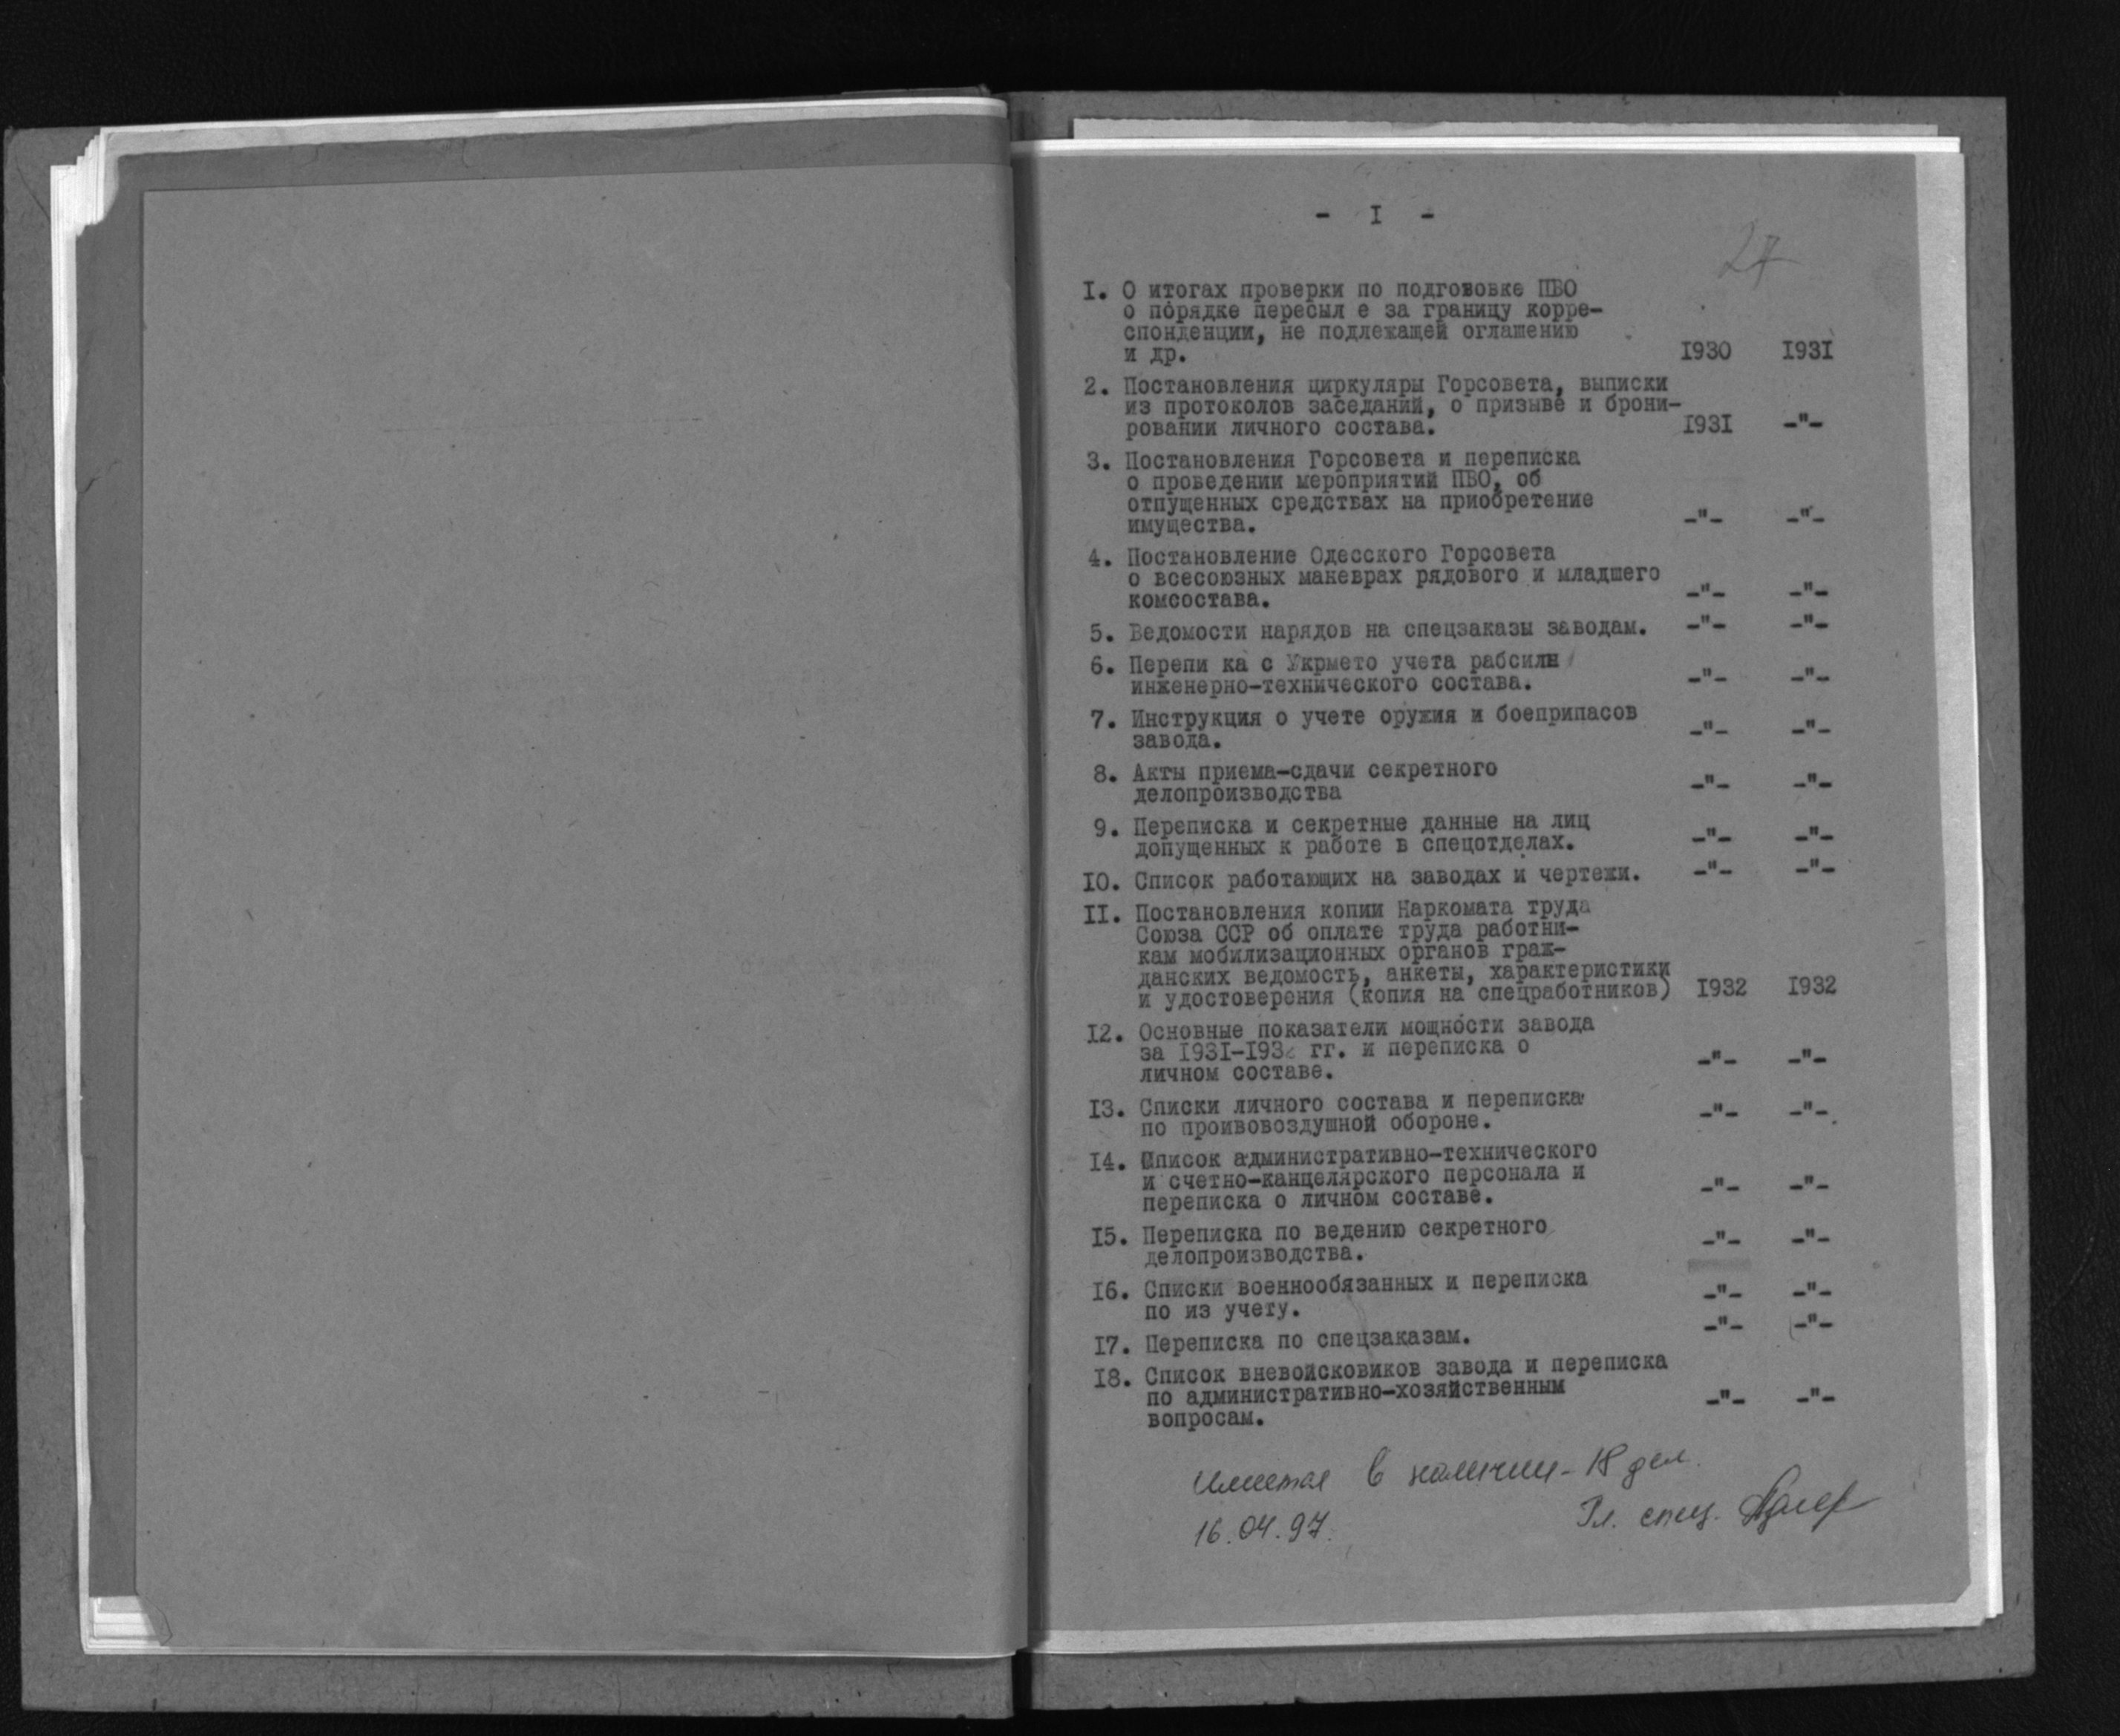 - I -
27
I. О итогах проверки по подготовке ПВО
о порядке пересыл е за границу корре-
спонденции, не подлежащей оглашению
и др. 1930 193I
2. Постановления циркуляры Горсовета, выписки
из протоколов заседаний, о призыве и брони-
ровании личного состава. 193I -"-
3. Постановления Горсовета и переписка
о проведении мероприятий ПВО, об
отпущенных средствах на приобретение
имущества. -"- -"-
4. Постановление Одесского Горсовета
о всесоюзных маневрах рядового и младшего
комсостава. -"- -"-
5. Ведомости нарядов на спецзаказы заводам. -"- -"-
6. Перепи ка с Укрмето учета рабсилы
инженерно-технического состава. -"- -"-
7. Инструкция о учете оружия и боеприпасов
завода. -"- -"-
8. Акты приема-сдачи секретного
делопроизводства -"- -"-
9. Переписка и секретные данные на лиц
допущенных к работе в спецотделах. -"- -"-
IO. Список работающих на заводах и чертежи. -"- -"-
II. Постановления копии Наркомата труда
Союза ССР об оплате труда работни-
кам мобилизационных органов граж-
данских ведомость, анкеты, характеристики
и удостоверения (копия на спецработников) I932 I932
I2. Основные показатели мощности завода
за I93I-1932 гг. и переписка о
личном составе. -"- -"-
I3. Списки личного состава и переписка
по проивовоздушной обороне. -"- -"-
I4. Список административно-технического
и счетно-канцелярского персонала и
переписка о личном составе. -"- -"-
I5. Переписка по ведению секретного
делопроизводства. -"- -"-
I6. Списки военнообязанных и переписка
по из учету. -"- -"-
I7. Переписка по спецзаказам. -"- -"-
I8. Список вневойсковиков завода и переписка
по административно-хозяйственным
вопросам. -"- -"-
Имеется в наличии - 18 дел.
16.04.97. Гл. спец.